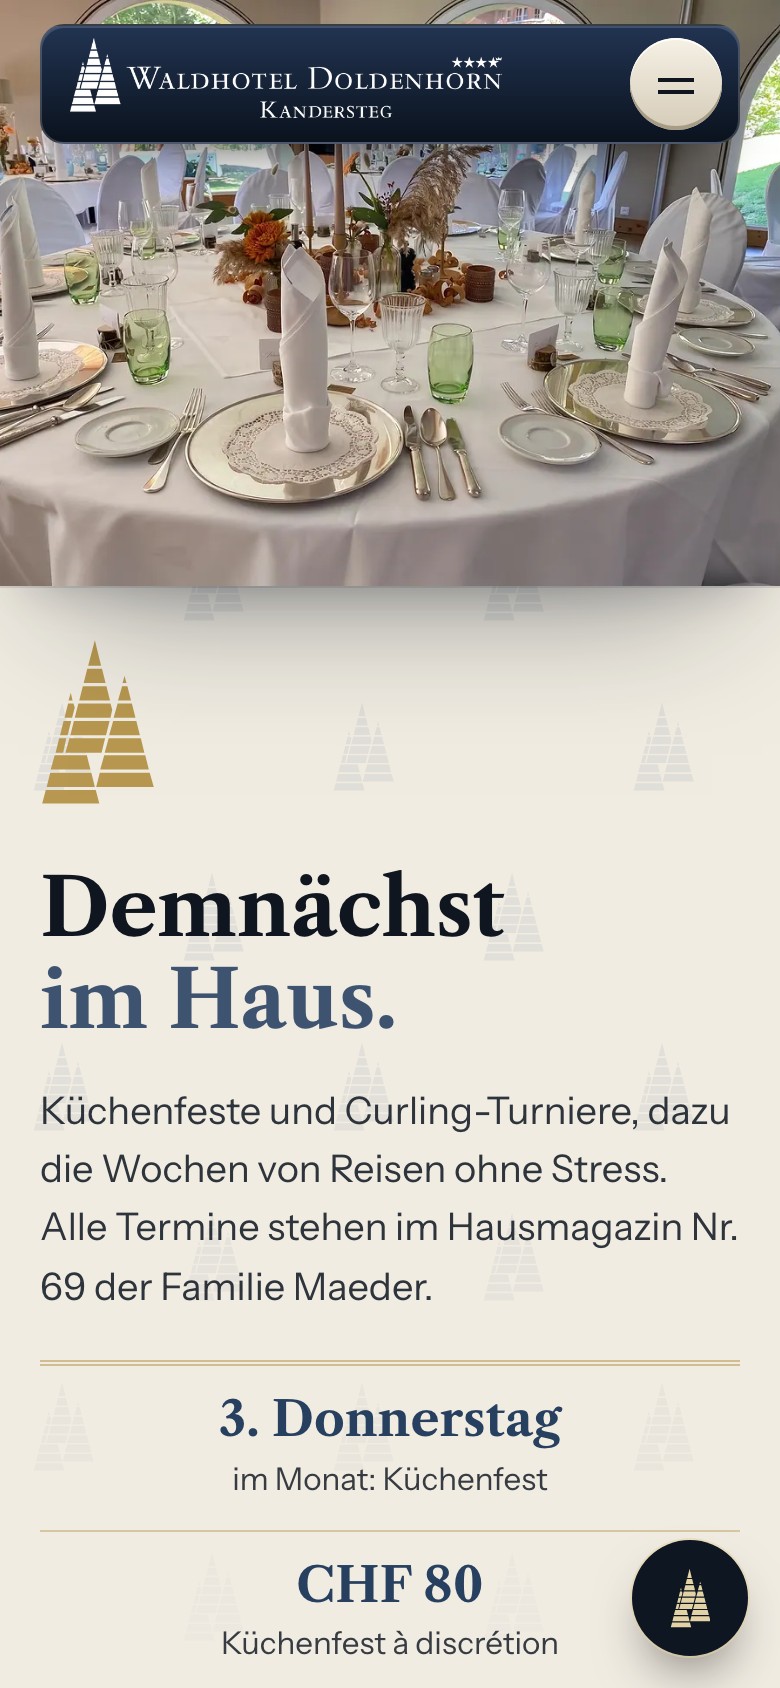 ★★★★S
Waldhotel Doldenhorn
Kandersteg
Demnächst
im Haus.
Küchenfeste und Curling-Turniere, dazu
die Wochen von Reisen ohne Stress.
Alle Termine stehen im Hausmagazin Nr.
69 der Familie Maeder.
3. Donnerstag
im Monat: Küchenfest
CHF 80
Küchenfest à discrétion